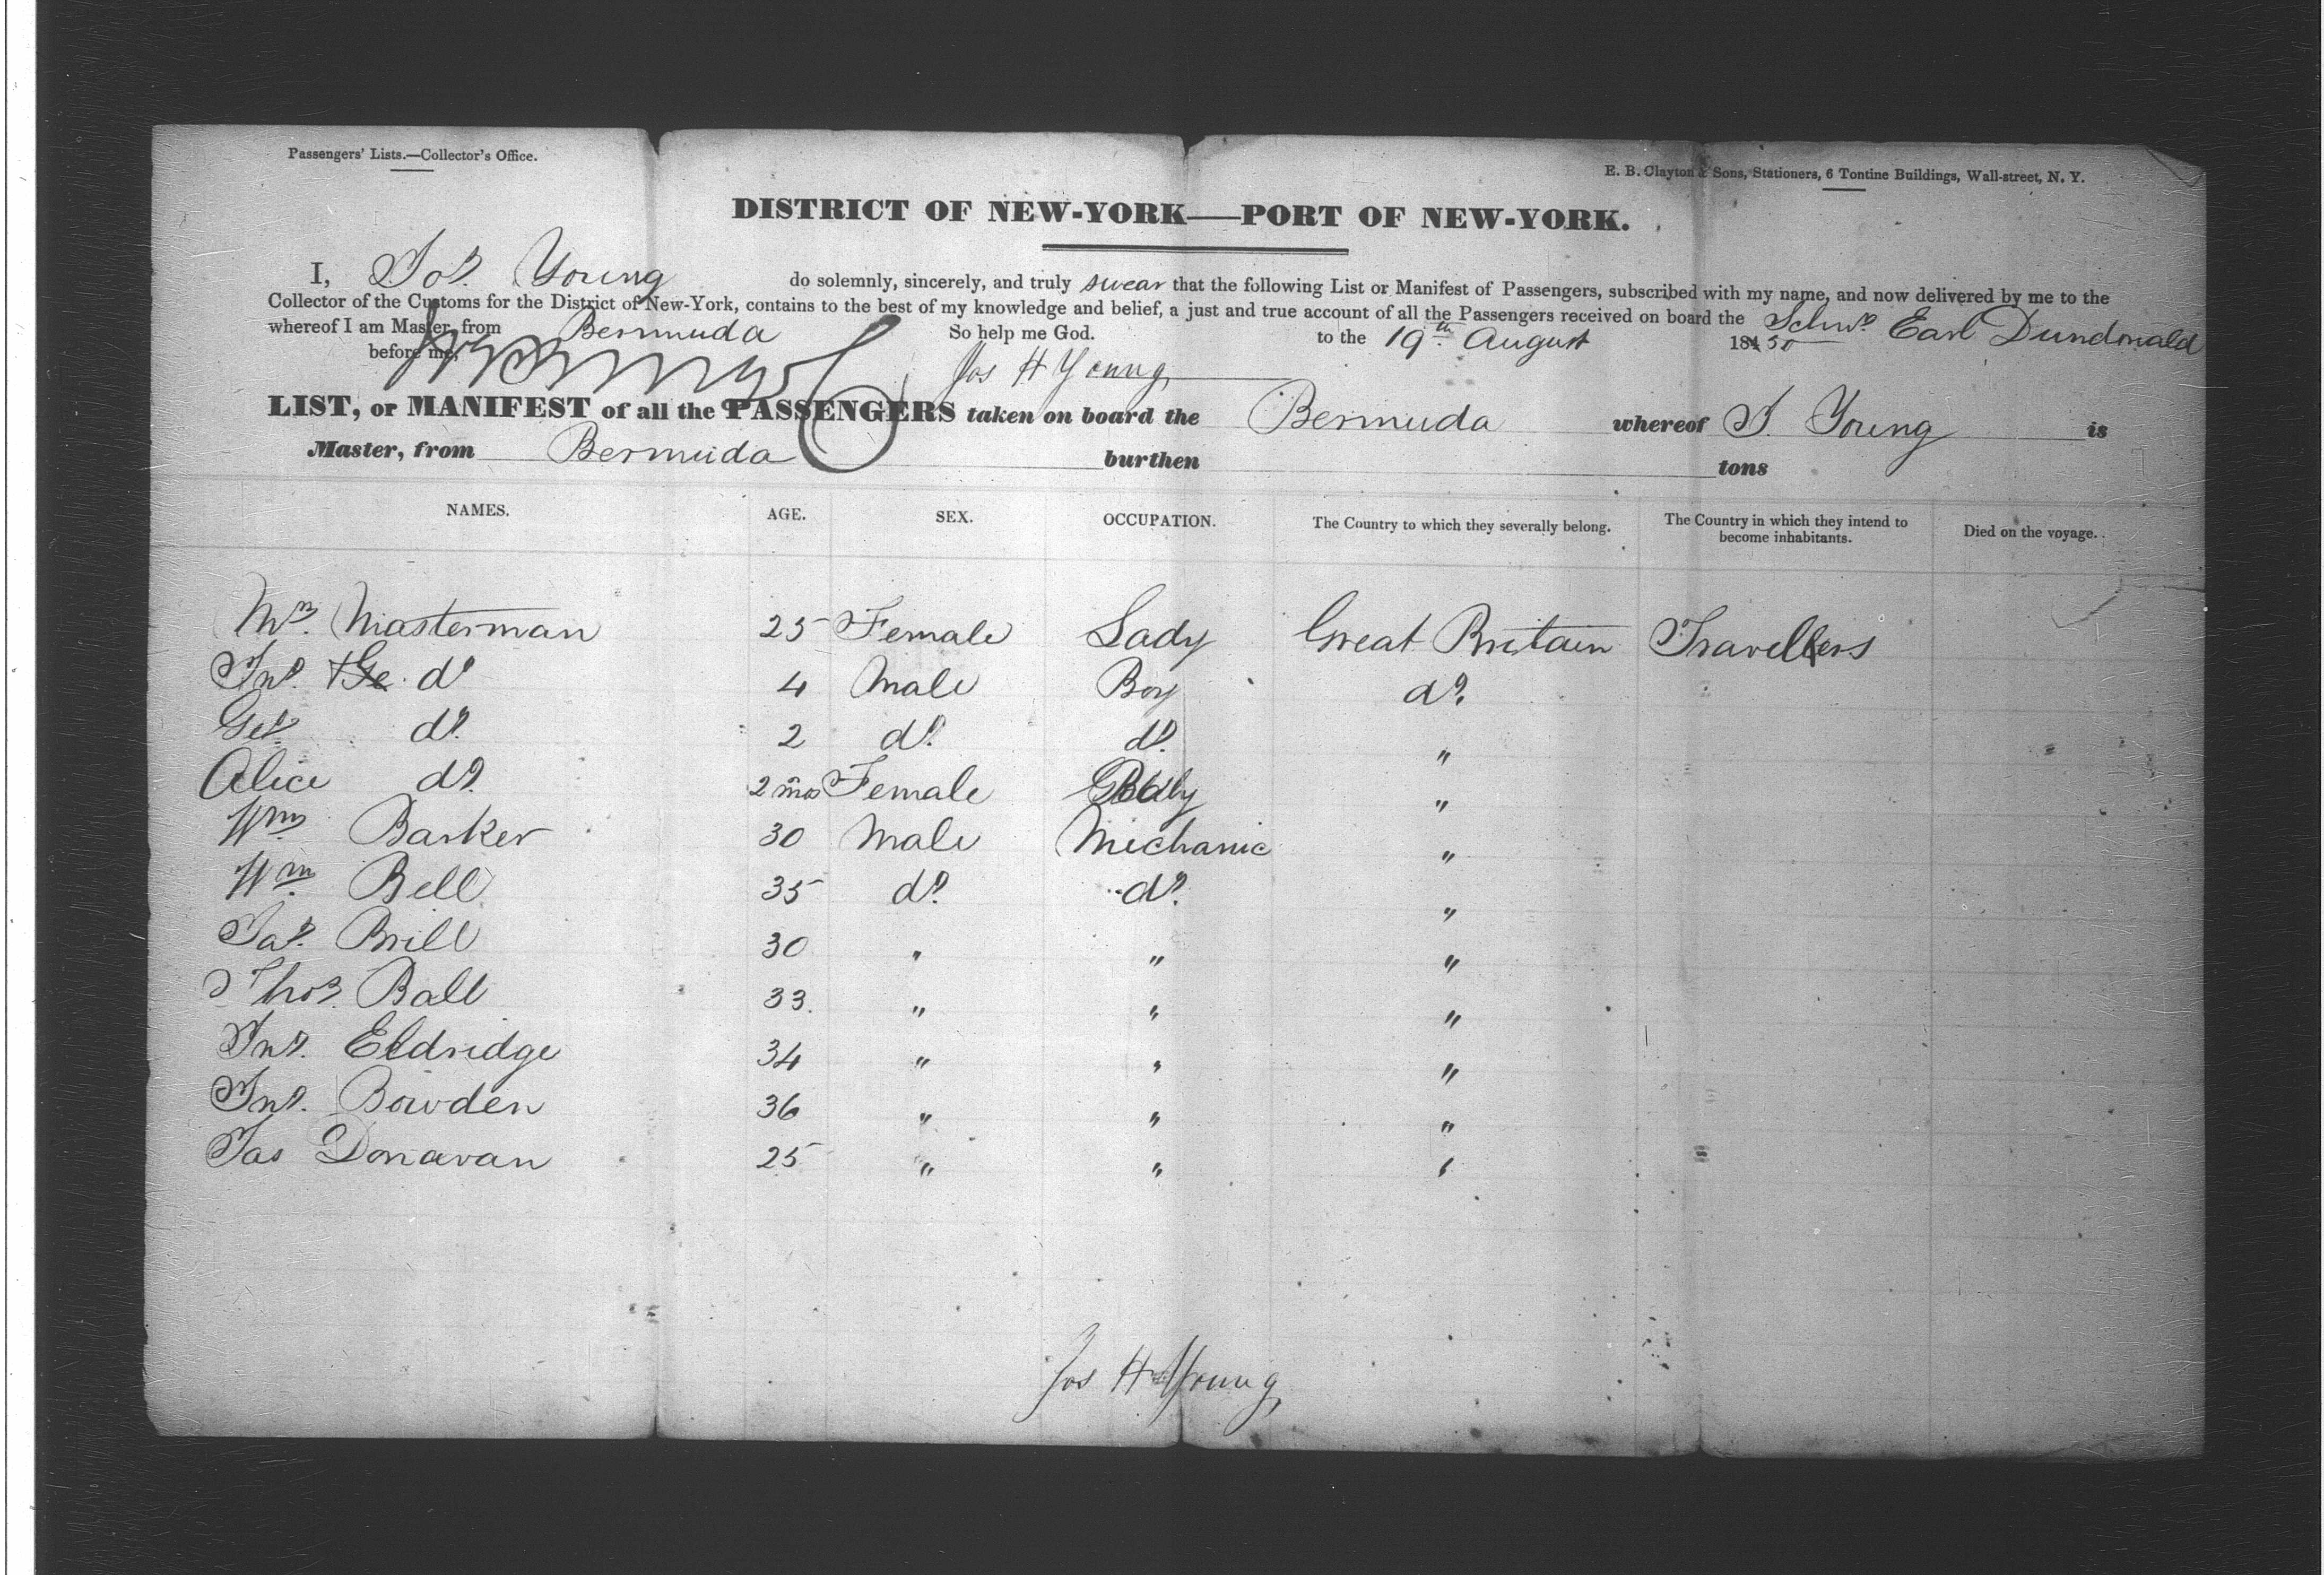 Passengers' Lists.—Collector's Office.
E. B. Clayton & Sons, Stationers, 6 Tontine Buildings, Wall-street, N. Y.
DISTRICT OF NEW-YORK—PORT OF NEW-YORK.
I, Jos. Young do solemnly, sincerely, and truly swear that the following List or Manifest of Passengers, subscribed with my name, and now delivered by me to the
Collector of the Customs for the District of New-York, contains to the best of my knowledge and belief, a just and true account of all the Passengers received on board the Schr. Earl Dundonald
whereof I am Master, from Bermuda So help me God. to the 19th August 1850
before me, Jos H Young
LIST, or MANIFEST of all the PASSENGERS taken on board the Bermuda whereof J. Young is
Master, from Bermuda burthen tons
NAMES. AGE. SEX. OCCUPATION. The Country to which they severally belong. The Country in which they intend to become inhabitants. Died on the voyage.
Mrs. Masterman 25 Female Lady Great Britain Travellers
Jno. do 4 Male Boy do.
Geo. do. 2 do. do. "
Alice do. 2 mos Female Baby "
Wm Barker 30 Male Mechanic "
Wm Bell 35 do. do. "
Jas. Brill 30 " " "
Thos. Ball 33 " " "
Jno. Eldridge 34 " " "
Jno. Bowden 36 " " "
Jas Donavan 25 " " "
Jos H Young